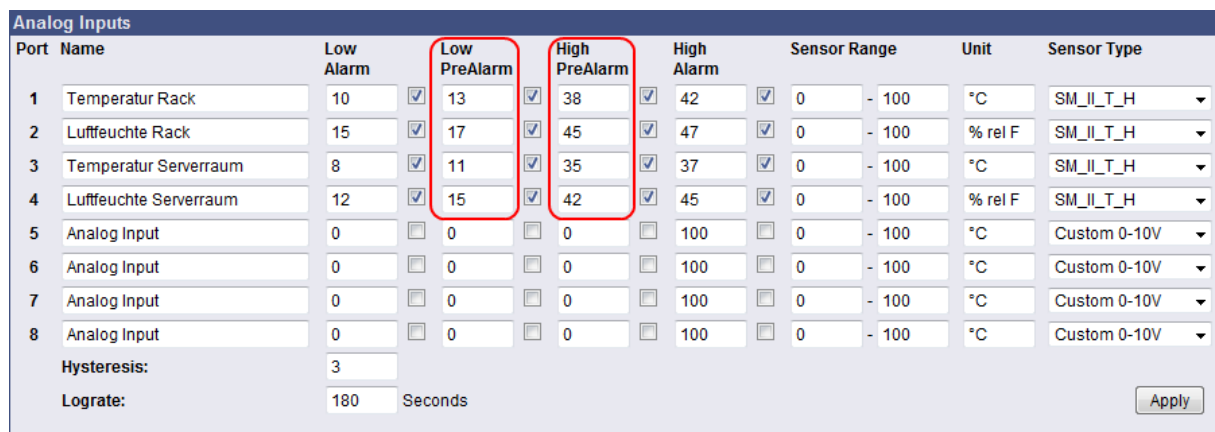 Analog Inputs
Port Name Low Alarm Low PreAlarm High PreAlarm High Alarm Sensor Range Unit Sensor Type
1 Temperatur Rack 10 13 38 42 0 - 100 °C SM_II_T_H
2 Luftfeuchte Rack 15 17 45 47 0 - 100 % rel F SM_II_T_H
3 Temperatur Serverraum 8 11 35 37 0 - 100 °C SM_II_T_H
4 Luftfeuchte Serverraum 12 15 42 45 0 - 100 % rel F SM_II_T_H
5 Analog Input 0 0 0 100 0 - 100 °C Custom 0-10V
6 Analog Input 0 0 0 100 0 - 100 °C Custom 0-10V
7 Analog Input 0 0 0 100 0 - 100 °C Custom 0-10V
8 Analog Input 0 0 0 100 0 - 100 °C Custom 0-10V
Hysteresis: 3
Lograte: 180 Seconds Apply